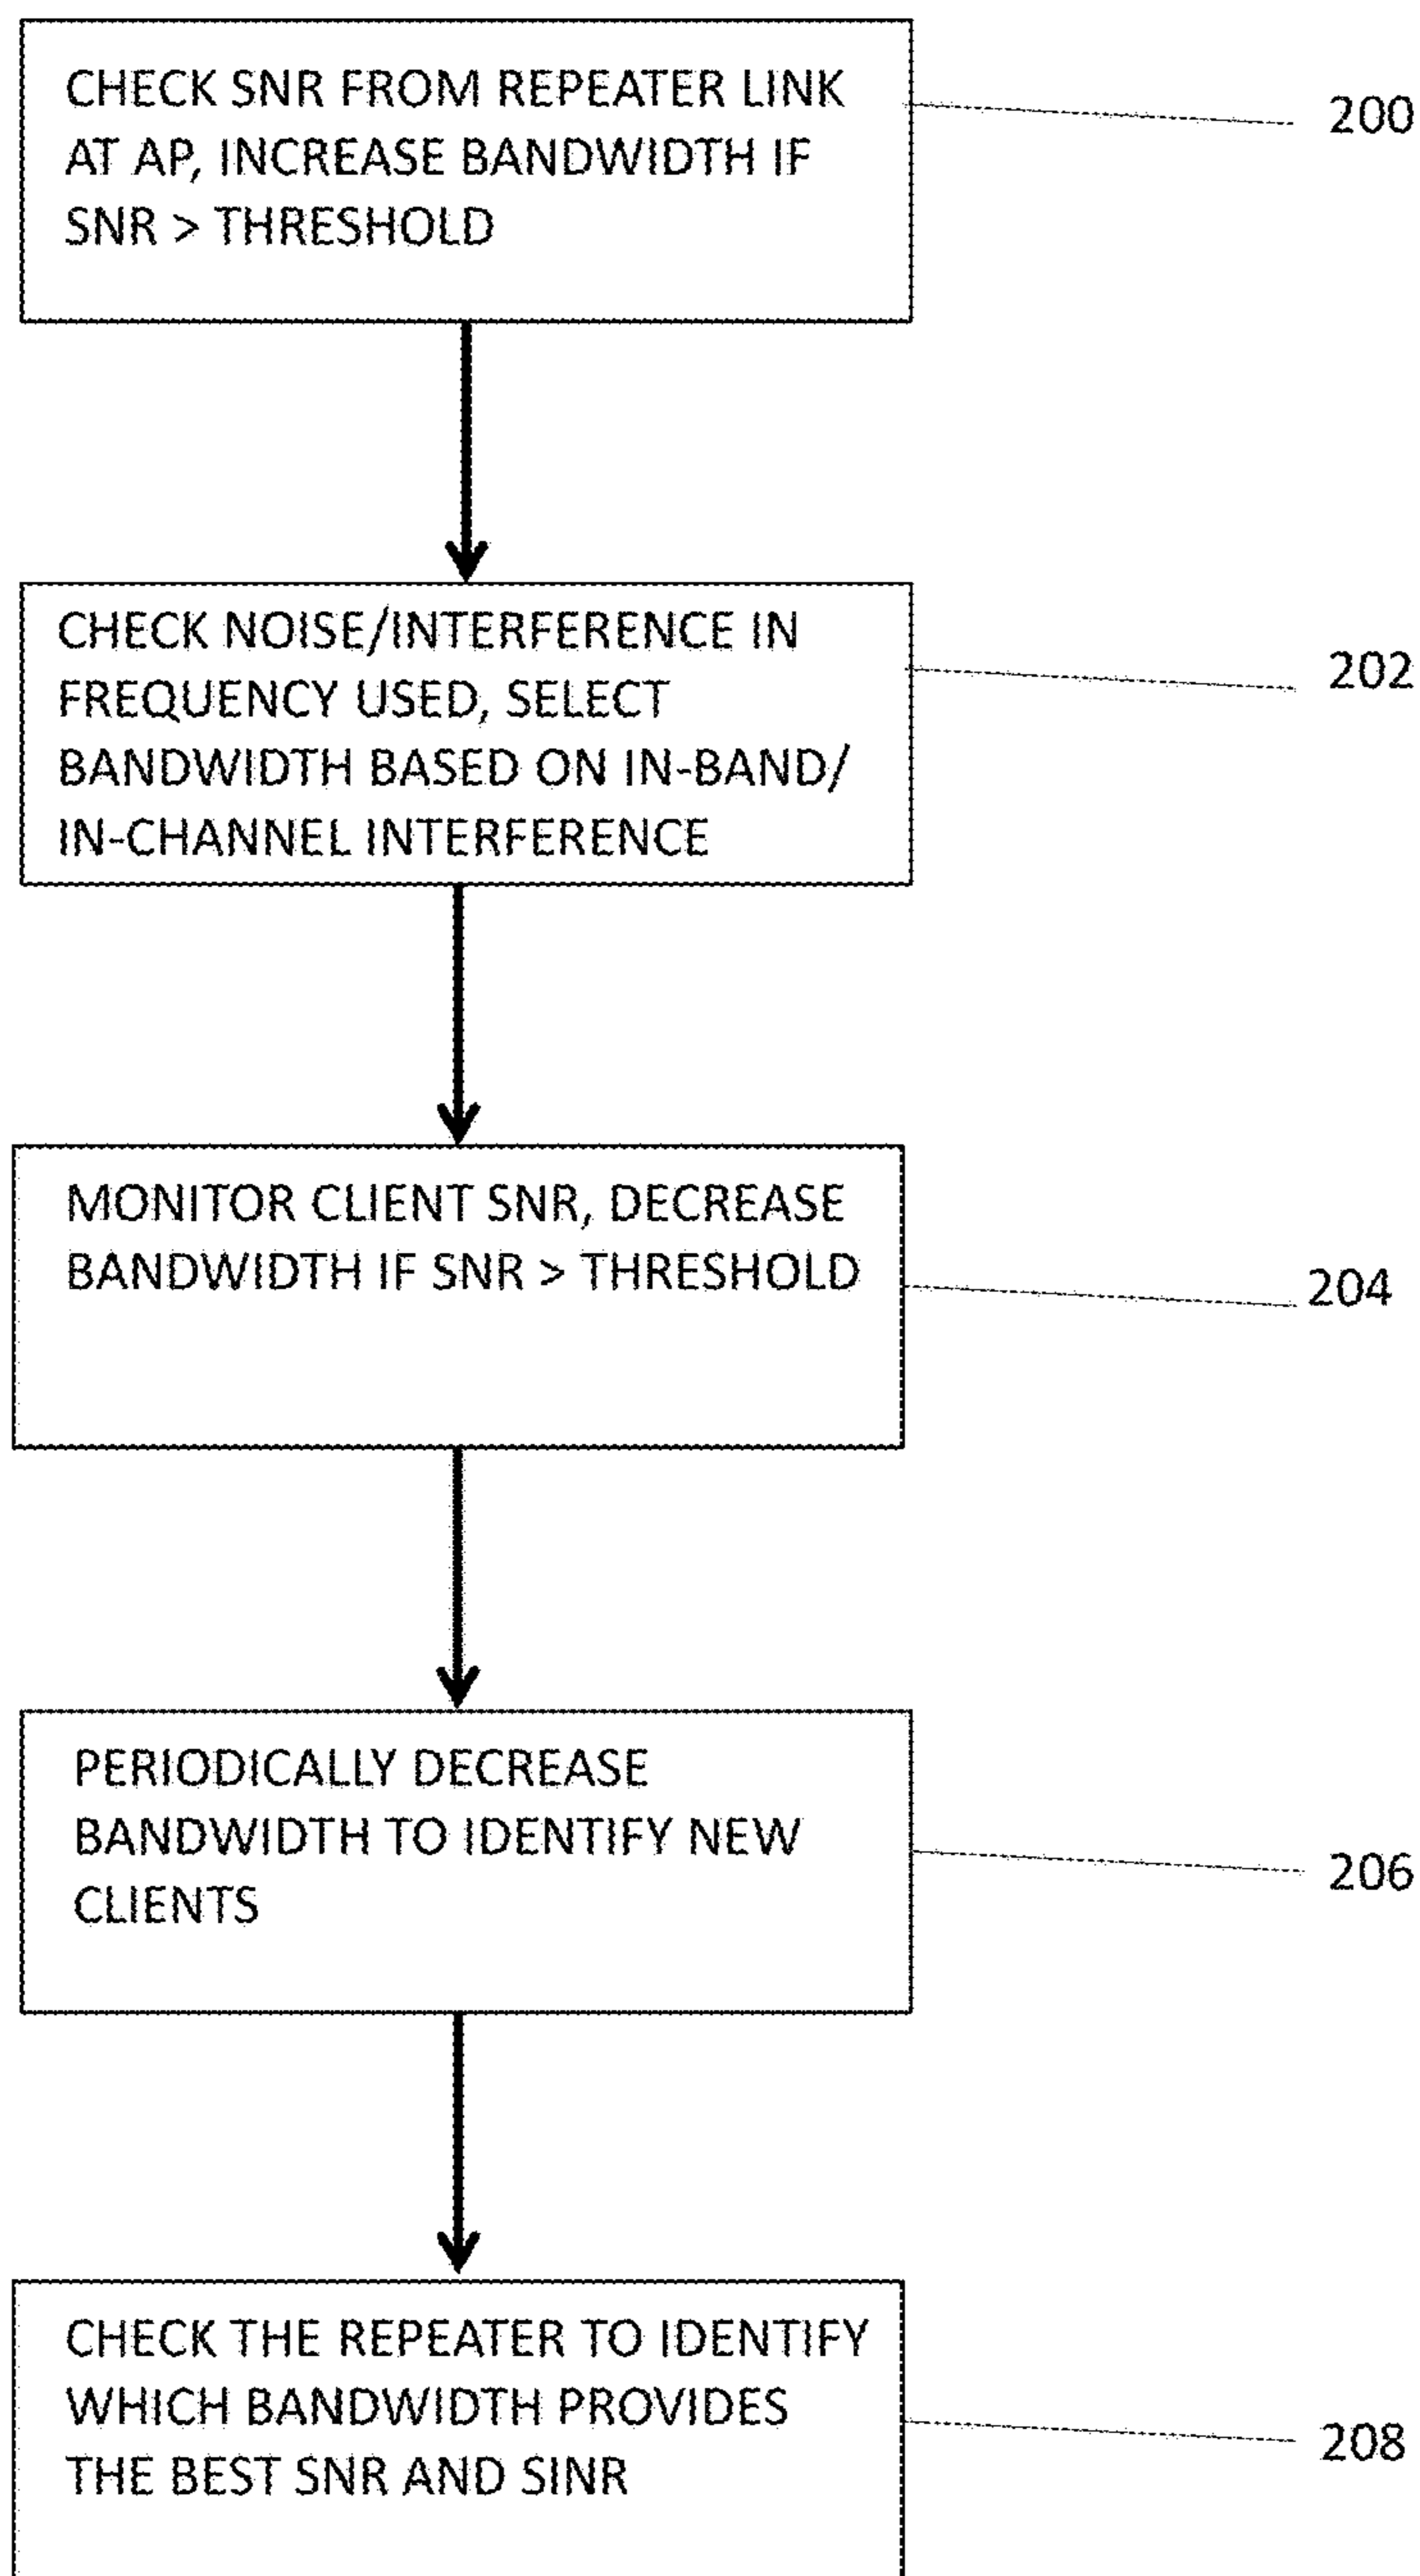 CHECK SNR FROM REPEATER LINK
AT AP, INCREASE BANDWIDTH IF
SNR > THRESHOLD
200
CHECK NOISE/INTERFERENCE IN
FREQUENCY USED, SELECT
BANDWIDTH BASED ON IN-BAND/
IN-CHANNEL INTERFERENCE
202
MONITOR CLIENT SNR, DECREASE
BANDWIDTH IF SNR > THRESHOLD
204
PERIODICALLY DECREASE
BANDWIDTH TO IDENTIFY NEW
CLIENTS
206
CHECK THE REPEATER TO IDENTIFY
WHICH BANDWIDTH PROVIDES
THE BEST SNR AND SINR
208